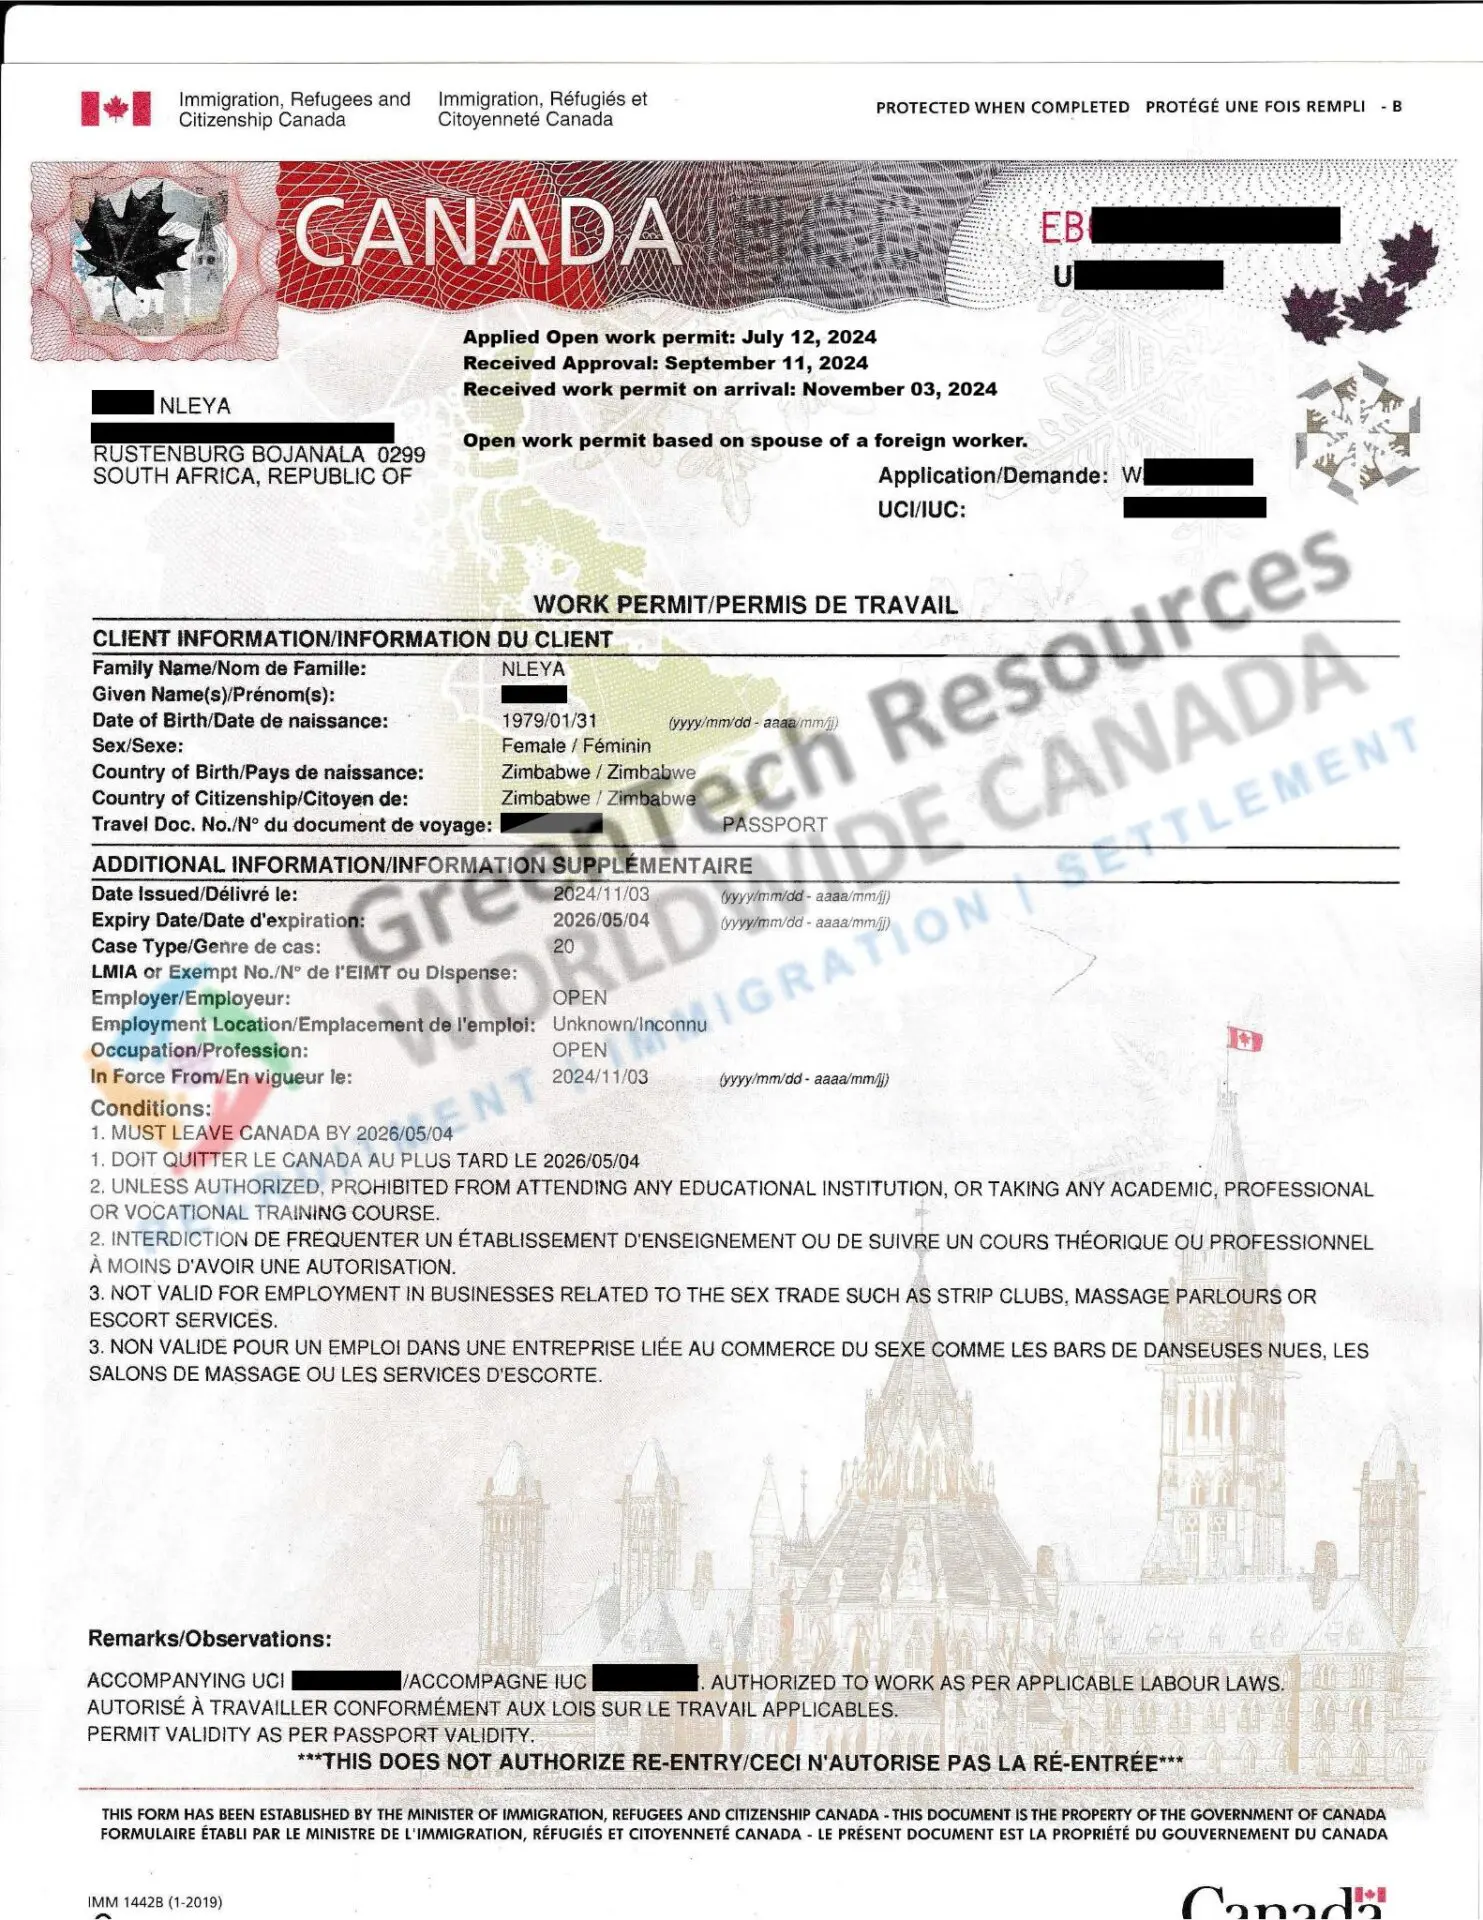 Immigration, Refugees and Citizenship Canada
Immigration, Réfugiés et Citoyenneté Canada
PROTECTED WHEN COMPLETED PROTÉGÉ UNE FOIS REMPLI - B
CANADA
EB
U
Applied Open work permit: July 12, 2024
Received Approval: September 11, 2024
Received work permit on arrival: November 03, 2024
NLEYA
RUSTENBURG BOJANALA 0299
SOUTH AFRICA, REPUBLIC OF
Open work permit based on spouse of a foreign worker.
Application/Demande: W
UCI/IUC:
WORK PERMIT/PERMIS DE TRAVAIL
CLIENT INFORMATION/INFORMATION DU CLIENT
Family Name/Nom de Famille: NLEYA
Given Name(s)/Prénom(s):
Date of Birth/Date de naissance: 1979/01/31 (yyyy/mm/dd - aaaa/mm/jj)
Sex/Sexe: Female / Féminin
Country of Birth/Pays de naissance: Zimbabwe / Zimbabwe
Country of Citizenship/Citoyen de: Zimbabwe / Zimbabwe
Travel Doc. No./N° du document de voyage: PASSPORT
ADDITIONAL INFORMATION/INFORMATION SUPPLÉMENTAIRE
Date Issued/Délivré le: 2024/11/03 (yyyy/mm/dd - aaaa/mm/jj)
Expiry Date/Date d'expiration: 2026/05/04 (yyyy/mm/dd - aaaa/mm/jj)
Case Type/Genre de cas: 20
LMIA or Exempt No./N° de l'EIMT ou Dispense:
Employer/Employeur: OPEN
Employment Location/Emplacement de l'emploi: Unknown/Inconnu
Occupation/Profession: OPEN
In Force From/En vigueur le: 2024/11/03 (yyyy/mm/dd - aaaa/mm/jj)
Conditions:
1. MUST LEAVE CANADA BY 2026/05/04
1. DOIT QUITTER LE CANADA AU PLUS TARD LE 2026/05/04
2. UNLESS AUTHORIZED, PROHIBITED FROM ATTENDING ANY EDUCATIONAL INSTITUTION, OR TAKING ANY ACADEMIC, PROFESSIONAL
OR VOCATIONAL TRAINING COURSE.
2. INTERDICTION DE FRÉQUENTER UN ÉTABLISSEMENT D'ENSEIGNEMENT OU DE SUIVRE UN COURS THÉORIQUE OU PROFESSIONNEL
À MOINS D'AVOIR UNE AUTORISATION.
3. NOT VALID FOR EMPLOYMENT IN BUSINESSES RELATED TO THE SEX TRADE SUCH AS STRIP CLUBS, MASSAGE PARLOURS OR
ESCORT SERVICES.
3. NON VALIDE POUR UN EMPLOI DANS UNE ENTREPRISE LIÉE AU COMMERCE DU SEXE COMME LES BARS DE DANSEUSES NUES, LES
SALONS DE MASSAGE OU LES SERVICES D'ESCORTE.
GreenTech Resources
WORLDWIDE CANADA
RECRUITMENT | IMMIGRATION | SETTLEMENT
Remarks/Observations:
ACCOMPANYING UCI /ACCOMPAGNE IUC . AUTHORIZED TO WORK AS PER APPLICABLE LABOUR LAWS.
AUTORISÉ À TRAVAILLER CONFORMÉMENT AUX LOIS SUR LE TRAVAIL APPLICABLES.
PERMIT VALIDITY AS PER PASSPORT VALIDITY.
***THIS DOES NOT AUTHORIZE RE-ENTRY/CECI N'AUTORISE PAS LA RÉ-ENTRÉE***
THIS FORM HAS BEEN ESTABLISHED BY THE MINISTER OF IMMIGRATION, REFUGEES AND CITIZENSHIP CANADA - THIS DOCUMENT IS THE PROPERTY OF THE GOVERNMENT OF CANADA
FORMULAIRE ÉTABLI PAR LE MINISTRE DE L'IMMIGRATION, RÉFUGIÉS ET CITOYENNETÉ CANADA - LE PRÉSENT DOCUMENT EST LA PROPRIÉTÉ DU GOUVERNEMENT DU CANADA
IMM 1442B (1-2019)
Canada